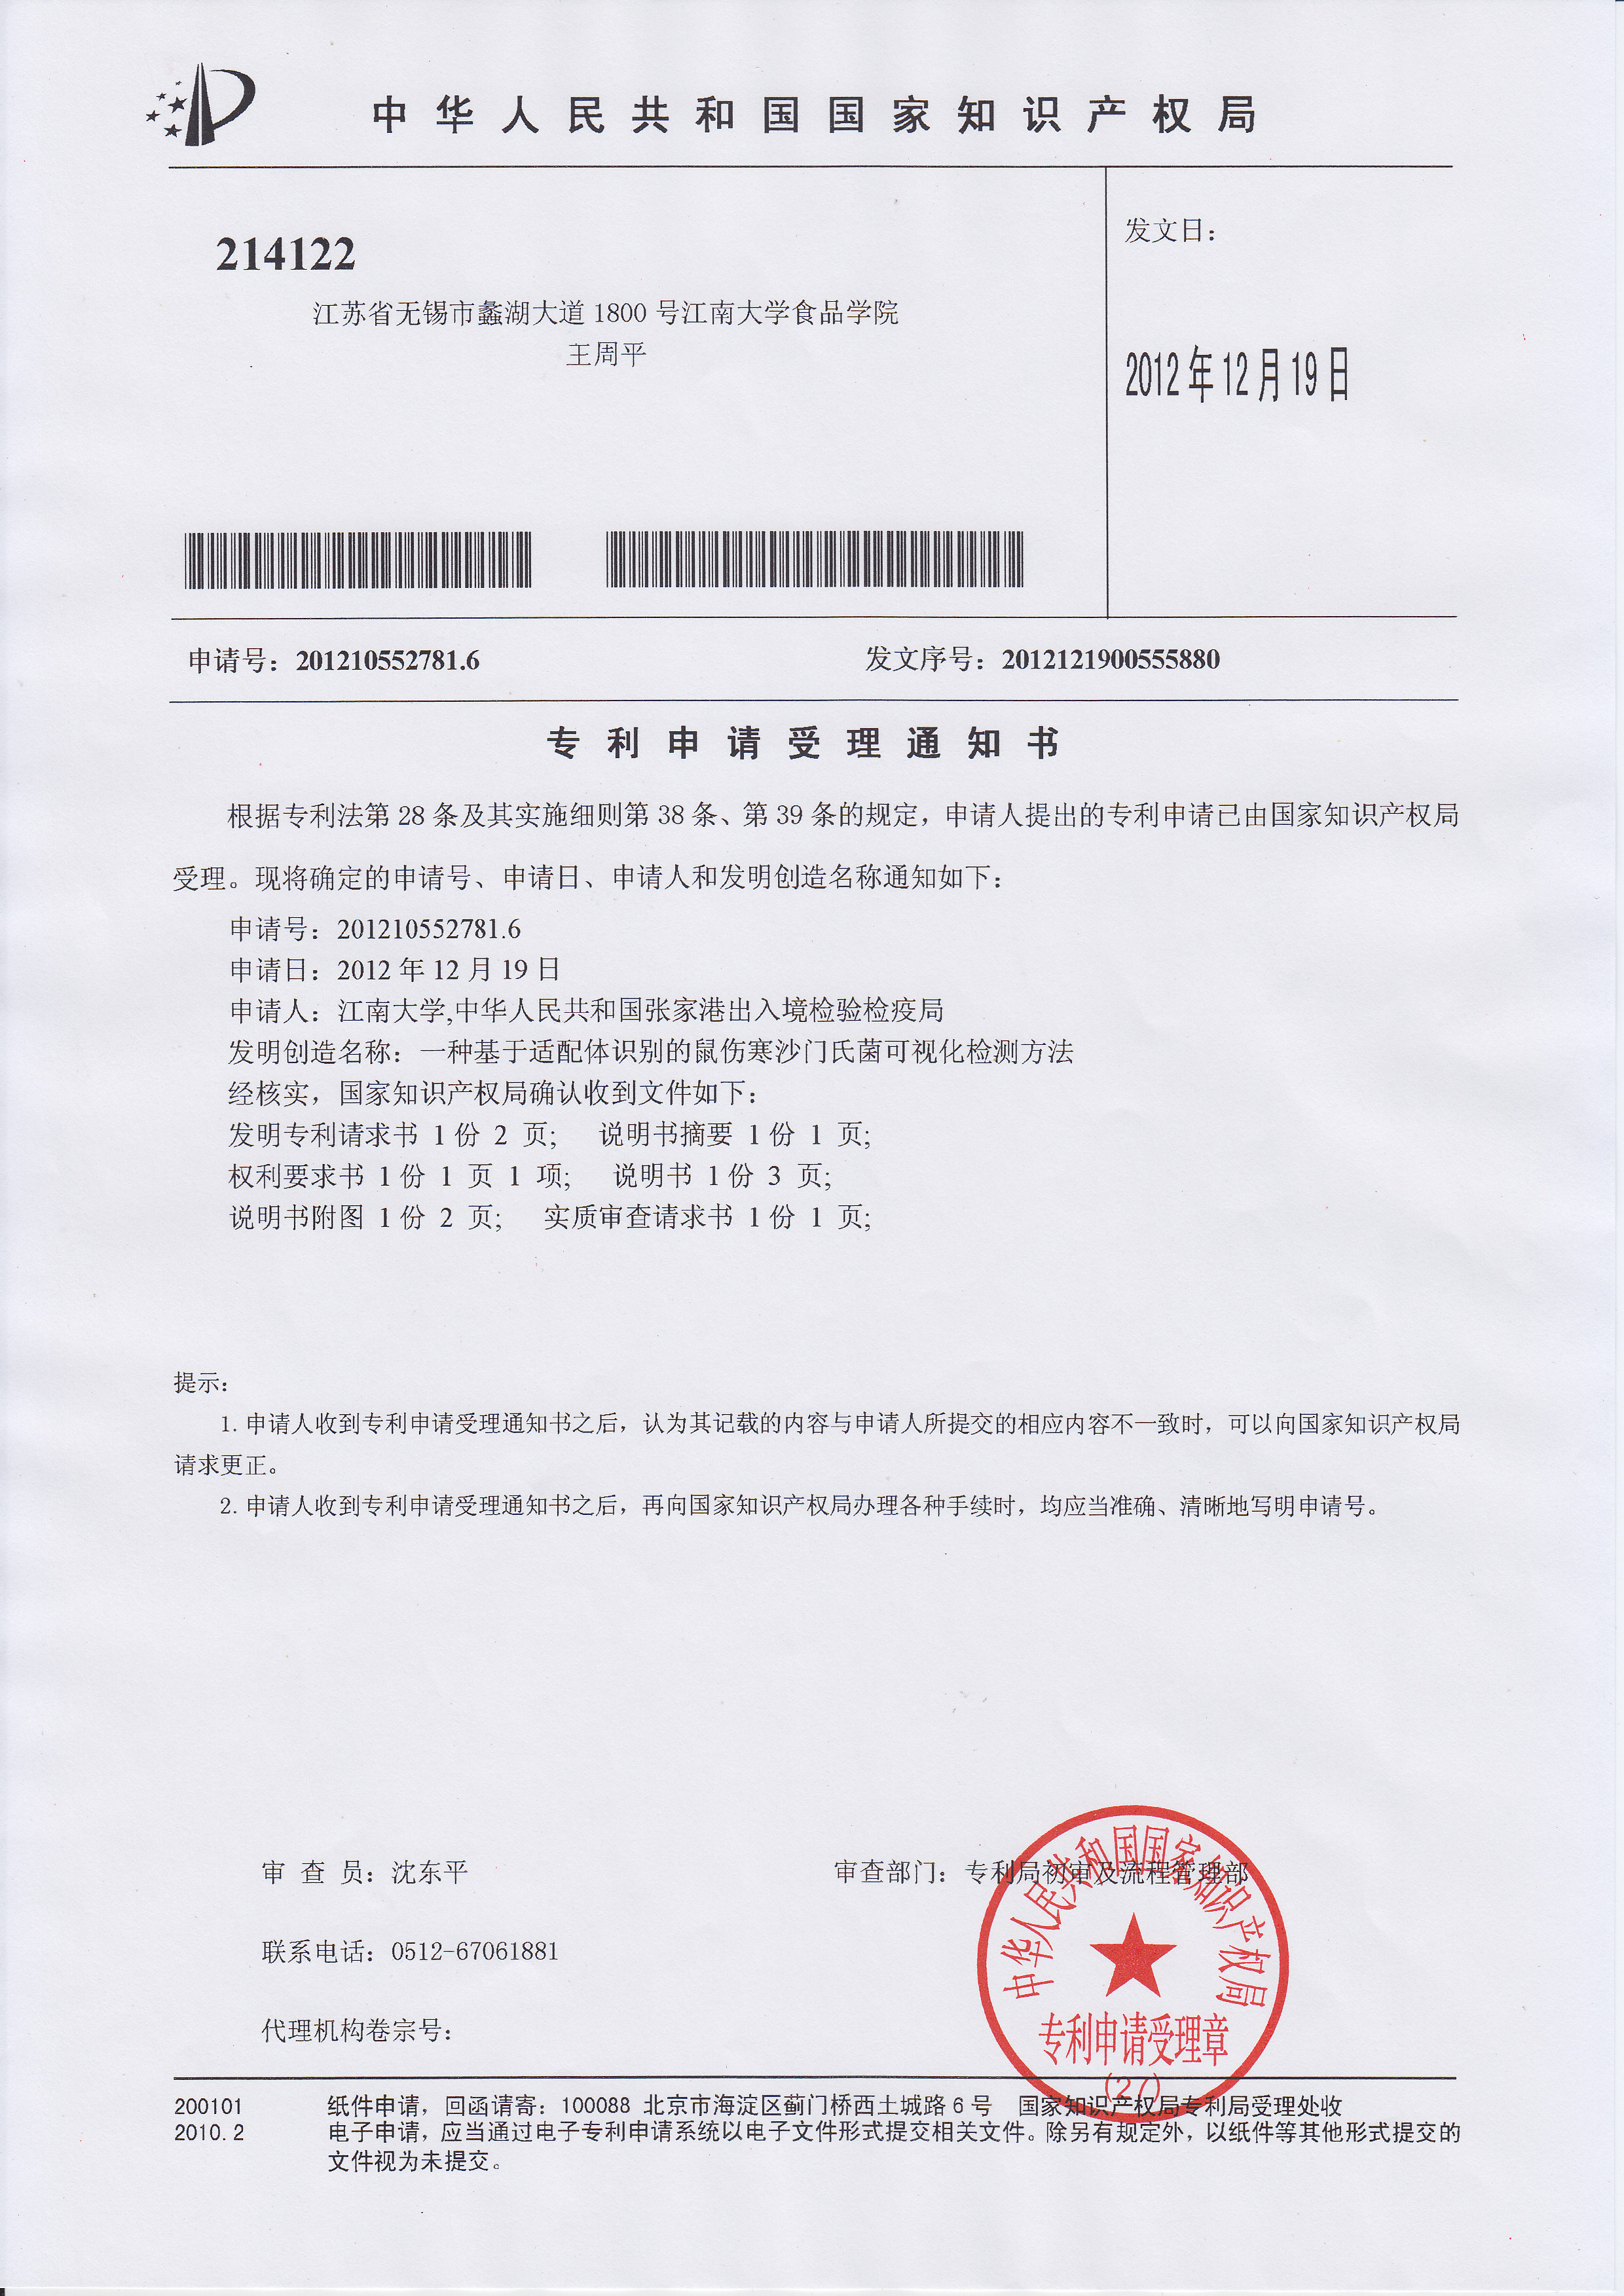 中华人民共和国国家知识产权局
214122
江苏省无锡市蠡湖大道 1800 号江南大学食品学院
王周平
发文日：
2012年12月19日
申请号：201210552781.6
发文序号：2012121900555880
专利申请受理通知书
根据专利法第 28 条及其实施细则第 38 条、第 39 条的规定，申请人提出的专利申请已由国家知识产权局
受理。现将确定的申请号、申请日、申请人和发明创造名称通知如下：
申请号：201210552781.6
申请日：2012 年 12 月 19 日
申请人：江南大学,中华人民共和国张家港出入境检验检疫局
发明创造名称：一种基于适配体识别的鼠伤寒沙门氏菌可视化检测方法
经核实，国家知识产权局确认收到文件如下：
发明专利请求书 1 份 2 页; 说明书摘要 1 份 1 页;
权利要求书 1 份 1 页 1 项; 说明书 1 份 3 页;
说明书附图 1 份 2 页; 实质审查请求书 1 份 1 页;
提示：
1. 申请人收到专利申请受理通知书之后，认为其记载的内容与申请人所提交的相应内容不一致时，可以向国家知识产权局
请求更正。
2. 申请人收到专利申请受理通知书之后，再向国家知识产权局办理各种手续时，均应当准确、清晰地写明申请号。
审 查 员：沈东平
审查部门：专利局初审及流程管理部
联系电话：0512-67061881
代理机构卷宗号：
中华人民共和国国家知识产权局
专利申请受理章
(27)
200101
2010.2
纸件申请，回函请寄：100088 北京市海淀区蓟门桥西土城路 6 号 国家知识产权局专利局受理处收
电子申请，应当通过电子专利申请系统以电子文件形式提交相关文件。除另有规定外，以纸件等其他形式提交的
文件视为未提交。